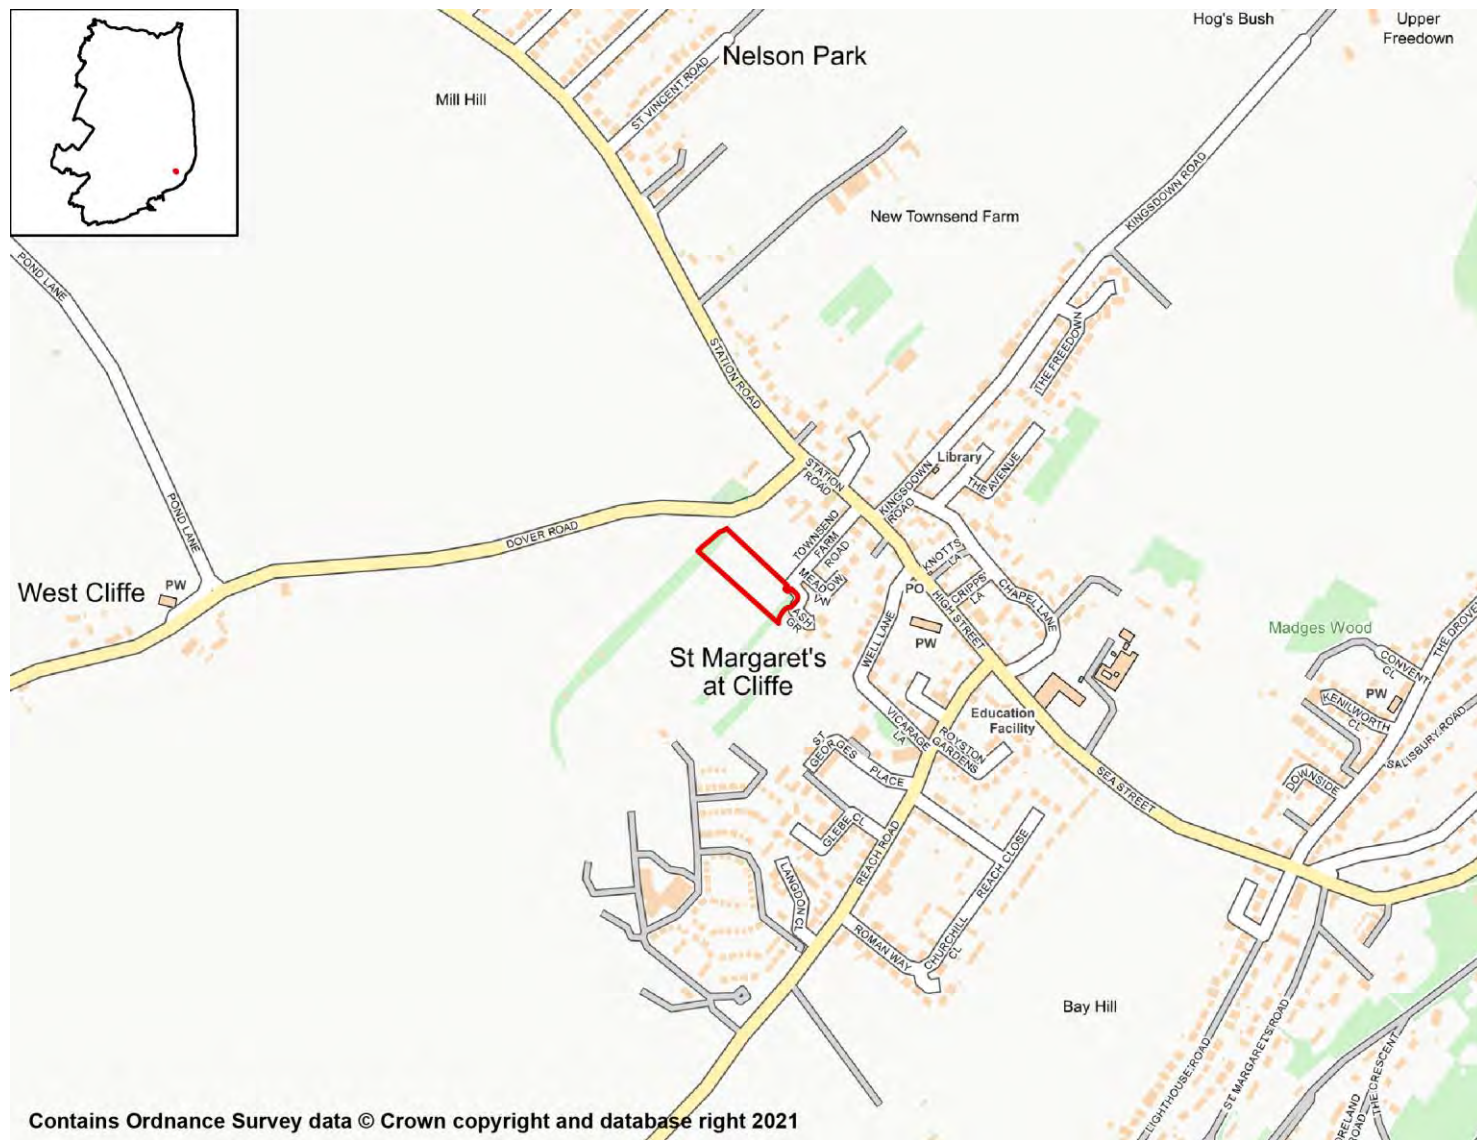 Hog's Bush
Upper
Freedown
Nelson Park
Mill Hill
ST VINCENT ROAD
KINGSDOWN ROAD
New Townsend Farm
POND LANE
STATION ROAD
THE FREEDOWN
Library
THE AVENUE
STATION
ROAD
KINGSDOWN
ROAD
POND LANE
DOVER ROAD
TOWNSEND
FARM
ROAD
KNOTTS
LA
West Cliffe
PW
MEADOW
VW
ASH
GR
PO
CRIPPS
LA
CHAPEL LANE
HIGH STREET
WELL LANE
PW
Madges Wood
THE DROVE
CONVENT
CL
PW
KENILWORTH
CL
SALISBURY ROAD
St Margaret's
at Cliffe
Education
Facility
VICARAGE
LA
ROYSTON
GARDENS
ST
GEORGES
PLACE
DOWNSIDE
SEA STREET
GLEBE CL
REACH ROAD
REACH CLOSE
LANGDON CL
ROMAN WAY
CHURCHILL
CL
Bay Hill
LIGHTHOUSE ROAD
ST MARGARETS ROAD
THE CRESCENT
ROAD
Contains Ordnance Survey data © Crown copyright and database right 2021